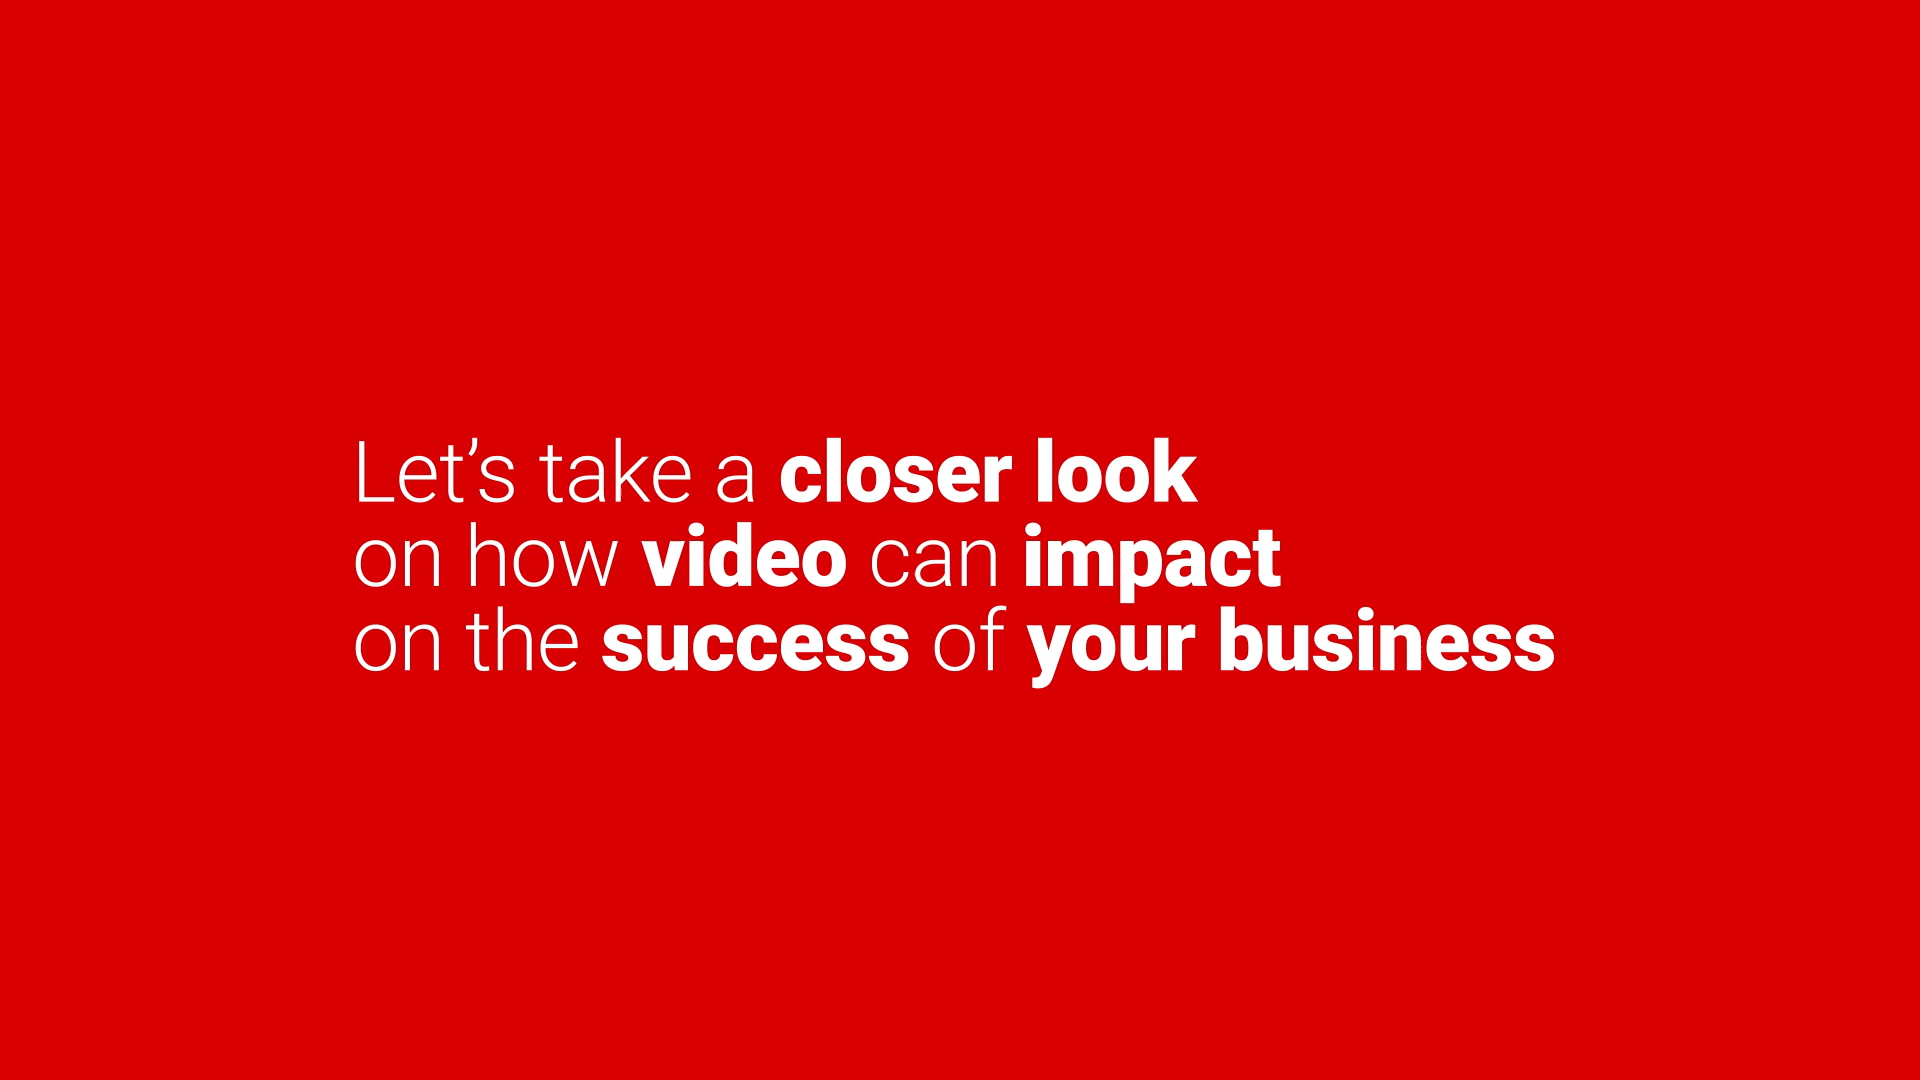 Let’s take a closer look
on how video can impact
on the success of your business